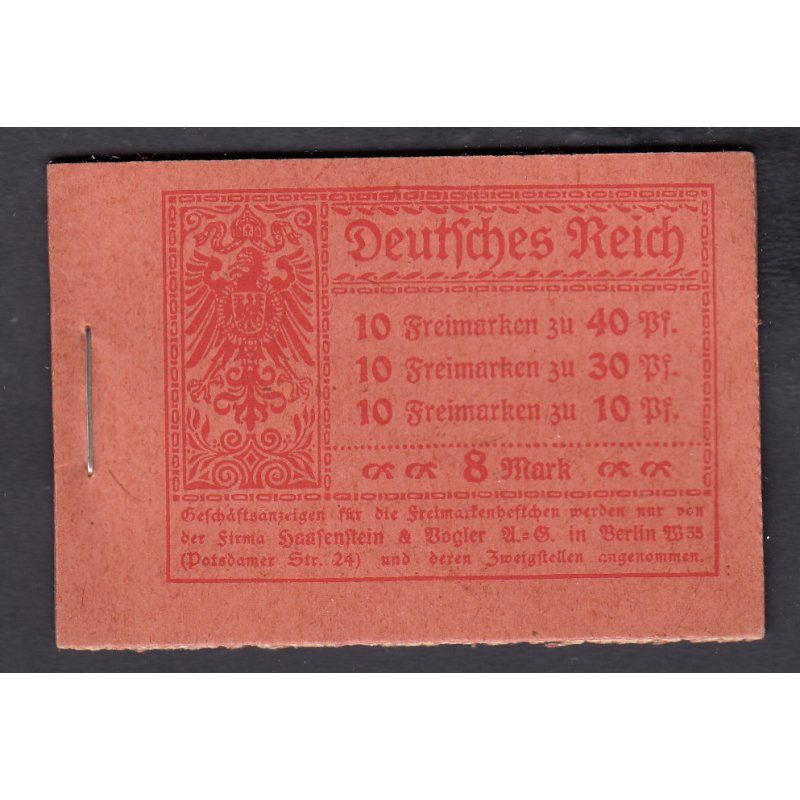 Deutsches Reich
10 Freimarken zu 40 Pf.
10 Freimarken zu 30 Pf.
10 Freimarken zu 10 Pf.
8 Mark
Geschäftsanzeigen für die Freimarkenheftchen werden nur von
der Firma Haasenstein & Vogler A.=G. in Berlin W 35
(Potsdamer Str. 24) und deren Zweigstellen angenommen.